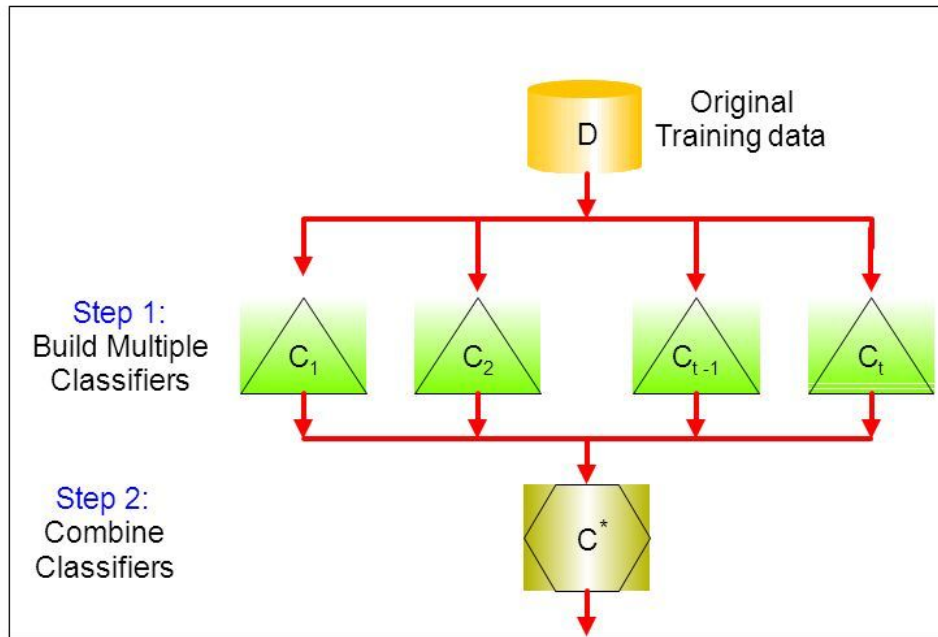 D
Original
Training data
Step 1:
Build Multiple
Classifiers
C₁
C₂
Cₜ₋₁
Cₜ
Step 2:
Combine
Classifiers
C*